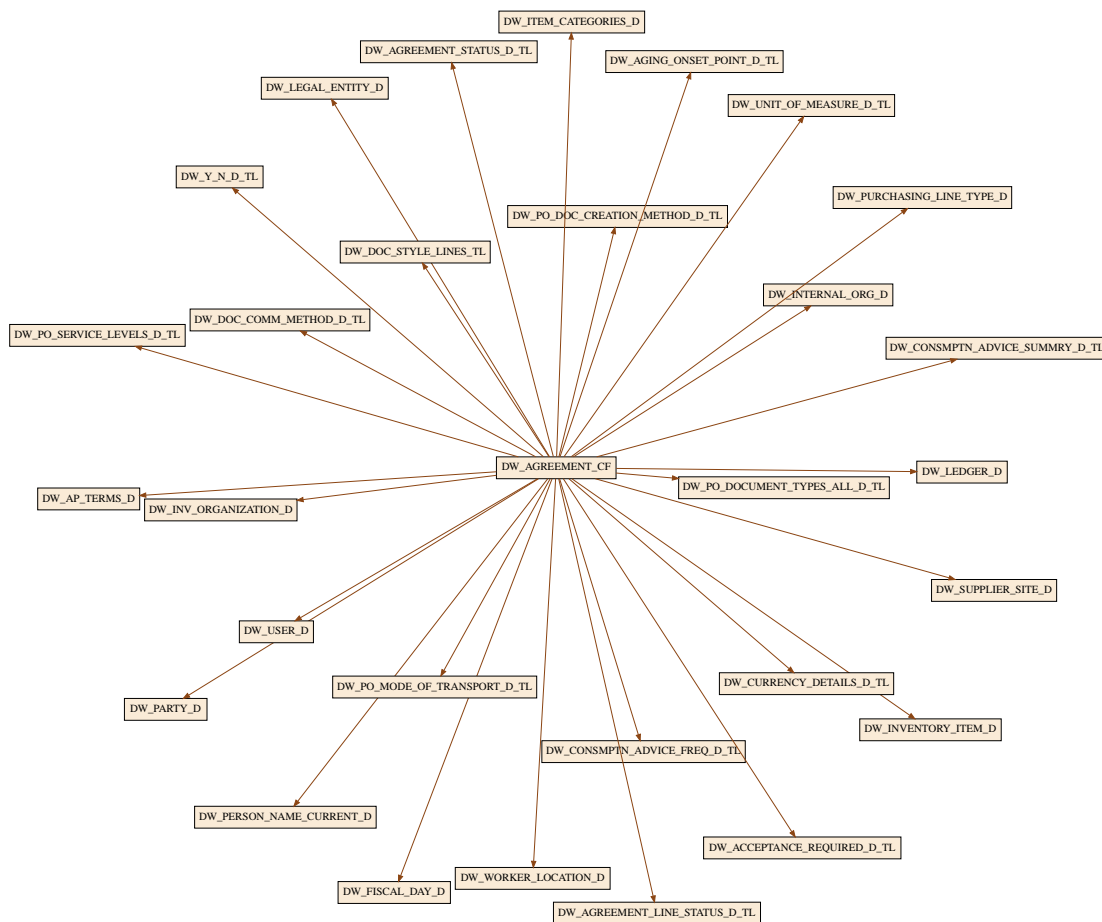 DW_ITEM_CATEGORIES_D
DW_AGREEMENT_STATUS_D_TL
DW_AGING_ONSET_POINT_D_TL
DW_LEGAL_ENTITY_D
DW_UNIT_OF_MEASURE_D_TL
DW_Y_N_D_TL
DW_PURCHASING_LINE_TYPE_D
DW_PO_DOC_CREATION_METHOD_D_TL
DW_DOC_STYLE_LINES_TL
DW_INTERNAL_ORG_D
DW_DOC_COMM_METHOD_D_TL
DW_PO_SERVICE_LEVELS_D_TL
DW_CONSMPTN_ADVICE_SUMMRY_D_TL
DW_AGREEMENT_CF
DW_LEDGER_D
DW_PO_DOCUMENT_TYPES_ALL_D_TL
DW_AP_TERMS_D
DW_INV_ORGANIZATION_D
DW_SUPPLIER_SITE_D
DW_USER_D
DW_CURRENCY_DETAILS_D_TL
DW_PO_MODE_OF_TRANSPORT_D_TL
DW_PARTY_D
DW_INVENTORY_ITEM_D
DW_CONSMPTN_ADVICE_FREQ_D_TL
DW_PERSON_NAME_CURRENT_D
DW_ACCEPTANCE_REQUIRED_D_TL
DW_WORKER_LOCATION_D
DW_FISCAL_DAY_D
DW_AGREEMENT_LINE_STATUS_D_TL